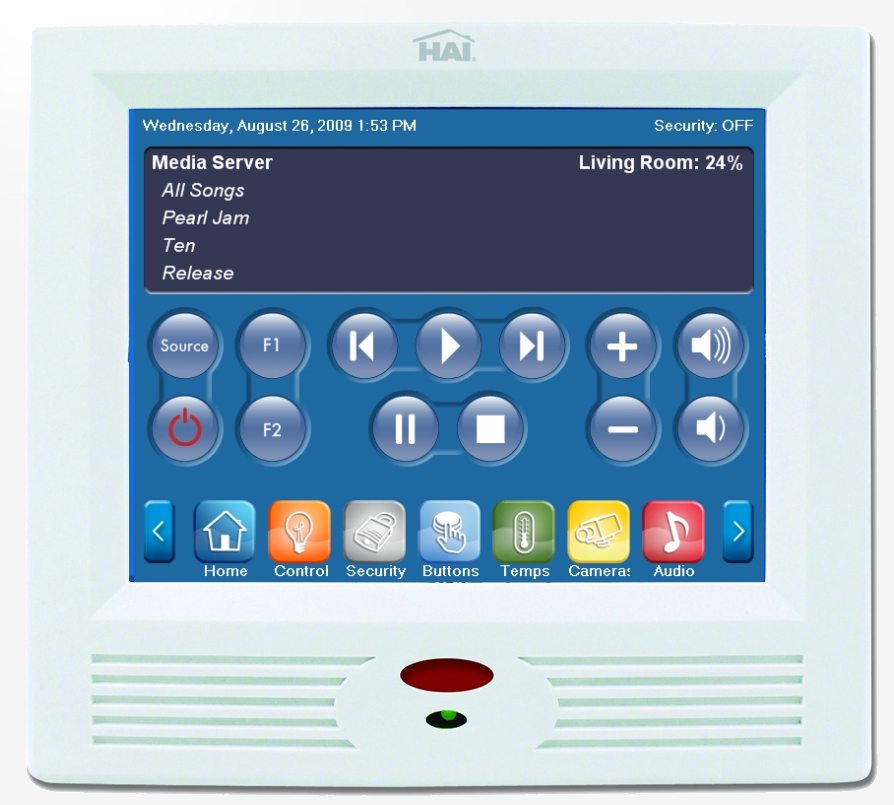 HAI
Wednesday, August 26, 2009 1:53 PM
Security: OFF
Media Server
Living Room: 24%
All Songs
Pearl Jam
Ten
Release
Source
F1
F2
Home
Control
Security
Buttons
Temps
Cameras
Audio